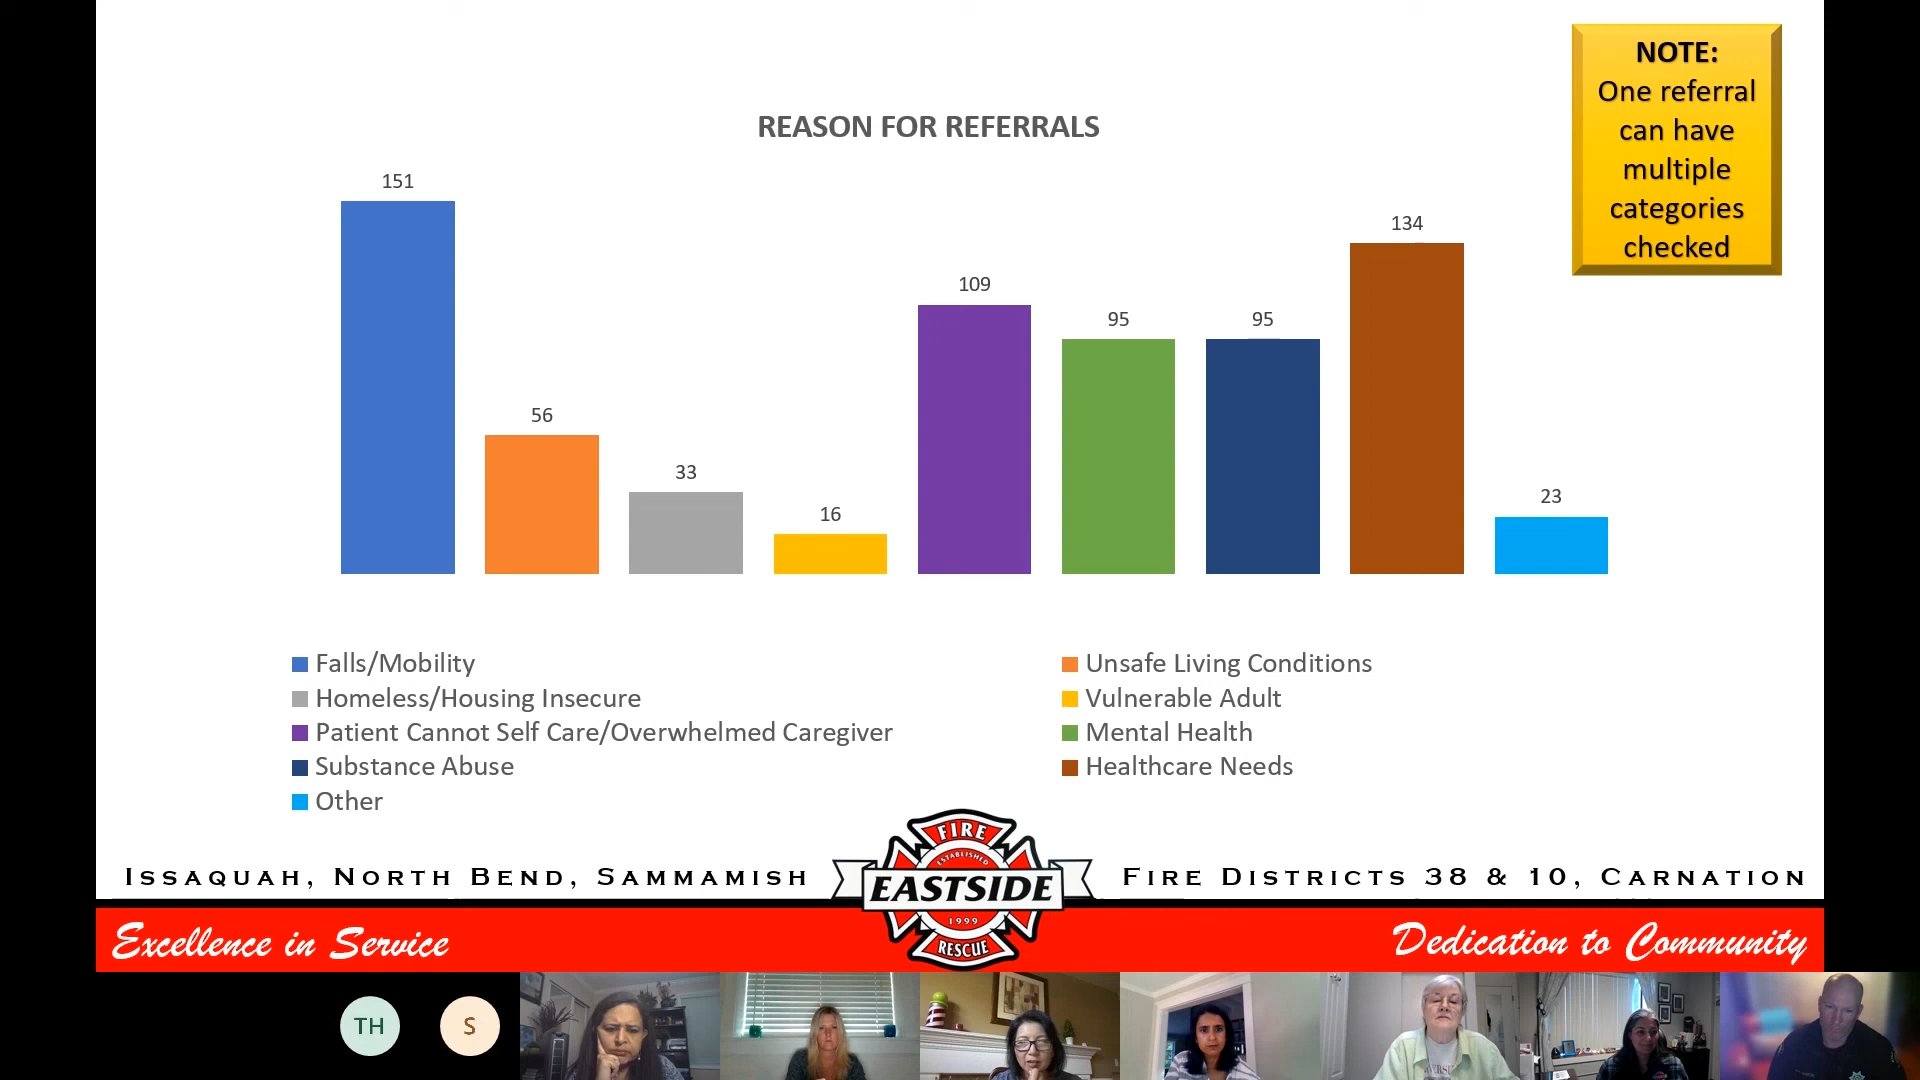 NOTE:
One referral
can have
multiple
categories
checked
REASON FOR REFERRALS
151
56
33
16
109
95
95
134
23
Falls/Mobility
Unsafe Living Conditions
Homeless/Housing Insecure
Vulnerable Adult
Patient Cannot Self Care/Overwhelmed Caregiver
Mental Health
Substance Abuse
Healthcare Needs
Other
ISSAQUAH, NORTH BEND, SAMMAMISH
FIRE
ESTABLISHED
EASTSIDE
1999
RESCUE
FIRE DISTRICTS 38 & 10, CARNATION
Excellence in Service
Dedication to Community
TH
S